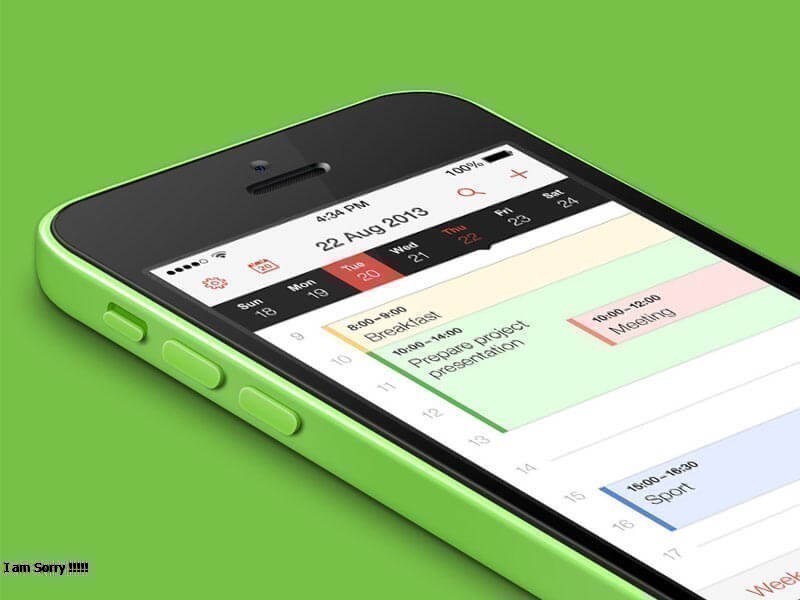 4:34 PM
100%
22 Aug 2013
20
Sun Mon Tue Wed Thu Fri Sat
18 19 20 21 22 23 24
8:00–9:00
Breakfast
10:00–14:00
Prepare project
presentation
10:00–12:00
Meeting
15:00–16:30
Sport
9
10
11
12
13
14
15
16
17
Week
I am Sorry !!!!!